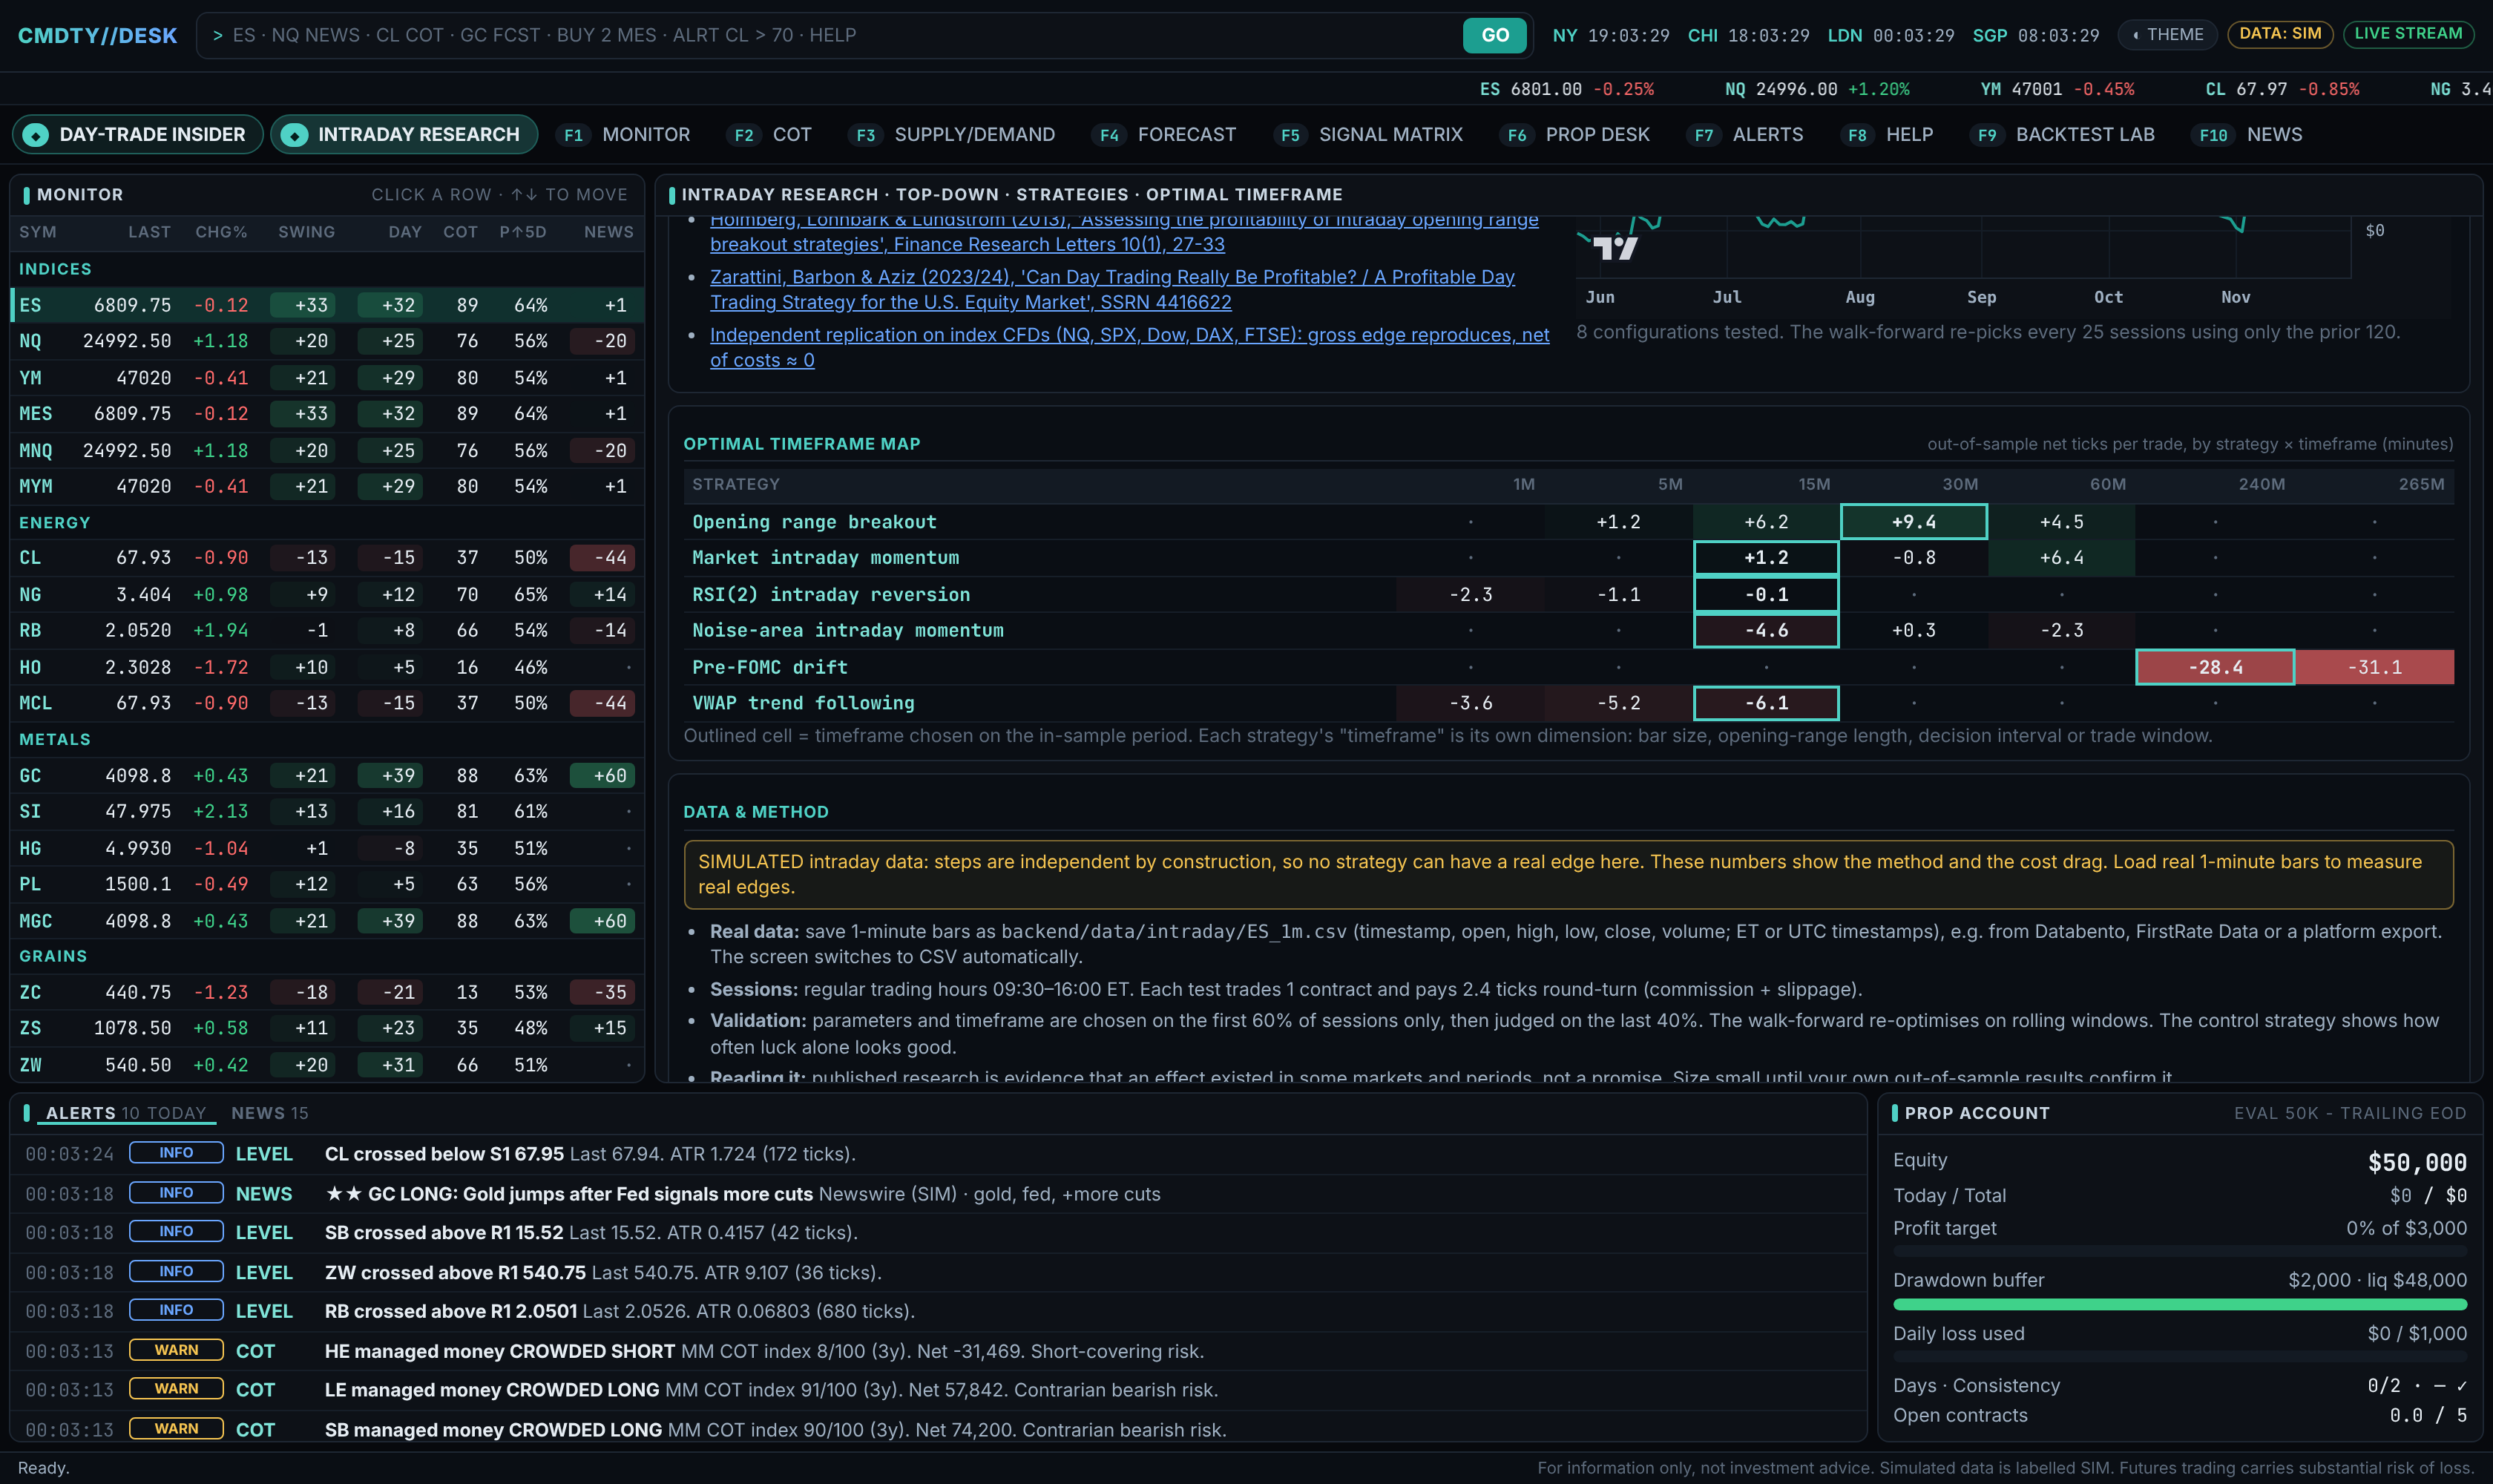 CMDTY//DESK
> ES · NQ NEWS · CL COT · GC FCST · BUY 2 MES · ALRT CL > 70 · HELP
GO
NY 19:03:29 CHI 18:03:29 LDN 00:03:29 SGP 08:03:29
THEME
DATA: SIM
LIVE STREAM
ES 6801.00 -0.25% NQ 24996.00 +1.20% YM 47001 -0.45% CL 67.97 -0.85% NG 3.4
DAY-TRADE INSIDER
INTRADAY RESEARCH
F1 MONITOR F2 COT F3 SUPPLY/DEMAND F4 FORECAST F5 SIGNAL MATRIX F6 PROP DESK F7 ALERTS F8 HELP F9 BACKTEST LAB F10 NEWS
MONITOR CLICK A ROW · ↑↓ TO MOVE
SYM LAST CHG% SWING DAY COT P↑5D NEWS
INDICES
ES 6809.75 -0.12 +33 +32 89 64% +1
NQ 24992.50 +1.18 +20 +25 76 56% -20
YM 47020 -0.41 +21 +29 80 54% +1
MES 6809.75 -0.12 +33 +32 89 64% +1
MNQ 24992.50 +1.18 +20 +25 76 56% -20
MYM 47020 -0.41 +21 +29 80 54% +1
ENERGY
CL 67.93 -0.90 -13 -15 37 50% -44
NG 3.404 +0.98 +9 +12 70 65% +14
RB 2.0520 +1.94 -1 +8 66 54% -14
HO 2.3028 -1.72 +10 +5 16 46% ·
MCL 67.93 -0.90 -13 -15 37 50% -44
METALS
GC 4098.8 +0.43 +21 +39 88 63% +60
SI 47.975 +2.13 +13 +16 81 61% ·
HG 4.9930 -1.04 +1 -8 35 51% ·
PL 1500.1 -0.49 +12 +5 63 56% ·
MGC 4098.8 +0.43 +21 +39 88 63% +60
GRAINS
ZC 440.75 -1.23 -18 -21 13 53% -35
ZS 1078.50 +0.58 +11 +23 35 48% +15
ZW 540.50 +0.42 +20 +31 66 51% ·
INTRADAY RESEARCH · TOP-DOWN · STRATEGIES · OPTIMAL TIMEFRAME
Holmberg, Lönnbark & Lundström (2013), 'Assessing the profitability of intraday opening range
breakout strategies', Finance Research Letters 10(1), 27-33
Zarattini, Barbon & Aziz (2023/24), 'Can Day Trading Really Be Profitable? / A Profitable Day
Trading Strategy for the U.S. Equity Market', SSRN 4416622
Independent replication on index CFDs (NQ, SPX, Dow, DAX, FTSE): gross edge reproduces, net
of costs ≈ 0
$0
Jun Jul Aug Sep Oct Nov
8 configurations tested. The walk-forward re-picks every 25 sessions using only the prior 120.
OPTIMAL TIMEFRAME MAP out-of-sample net ticks per trade, by strategy × timeframe (minutes)
STRATEGY 1M 5M 15M 30M 60M 240M 265M
Opening range breakout · +1.2 +6.2 +9.4 +4.5 · ·
Market intraday momentum · · +1.2 -0.8 +6.4 · ·
RSI(2) intraday reversion -2.3 -1.1 -0.1 · · · ·
Noise-area intraday momentum · · -4.6 +0.3 -2.3 · ·
Pre-FOMC drift · · · · · -28.4 -31.1
VWAP trend following -3.6 -5.2 -6.1 · · · ·
Outlined cell = timeframe chosen on the in-sample period. Each strategy's "timeframe" is its own dimension: bar size, opening-range length, decision interval or trade window.
DATA & METHOD
SIMULATED intraday data: steps are independent by construction, so no strategy can have a real edge here. These numbers show the method and the cost drag. Load real 1-minute bars to measure
real edges.
Real data: save 1-minute bars as backend/data/intraday/ES_1m.csv (timestamp, open, high, low, close, volume; ET or UTC timestamps), e.g. from Databento, FirstRate Data or a platform export.
The screen switches to CSV automatically.
Sessions: regular trading hours 09:30–16:00 ET. Each test trades 1 contract and pays 2.4 ticks round-turn (commission + slippage).
Validation: parameters and timeframe are chosen on the first 60% of sessions only, then judged on the last 40%. The walk-forward re-optimises on rolling windows. The control strategy shows how
often luck alone looks good.
Reading it: published research is evidence that an effect existed in some markets and periods, not a promise. Size small until your own out-of-sample results confirm it.
ALERTS 10 TODAY NEWS 15
00:03:24 INFO LEVEL CL crossed below S1 67.95 Last 67.94. ATR 1.724 (172 ticks).
00:03:18 INFO NEWS ★★ GC LONG: Gold jumps after Fed signals more cuts Newswire (SIM) · gold, fed, +more cuts
00:03:18 INFO LEVEL SB crossed above R1 15.52 Last 15.52. ATR 0.4157 (42 ticks).
00:03:18 INFO LEVEL ZW crossed above R1 540.75 Last 540.75. ATR 9.107 (36 ticks).
00:03:18 INFO LEVEL RB crossed above R1 2.0501 Last 2.0526. ATR 0.06803 (680 ticks).
00:03:13 WARN COT HE managed money CROWDED SHORT MM COT index 8/100 (3y). Net -31,469. Short-covering risk.
00:03:13 WARN COT LE managed money CROWDED LONG MM COT index 91/100 (3y). Net 57,842. Contrarian bearish risk.
00:03:13 WARN COT SB managed money CROWDED LONG MM COT index 90/100 (3y). Net 74,200. Contrarian bearish risk.
PROP ACCOUNT EVAL 50K - TRAILING EOD
Equity $50,000
Today / Total $0 / $0
Profit target 0% of $3,000
Drawdown buffer $2,000 · liq $48,000
Daily loss used $0 / $1,000
Days · Consistency 0/2 · — ✓
Open contracts 0.0 / 5
Ready.
For information only, not investment advice. Simulated data is labelled SIM. Futures trading carries substantial risk of loss.